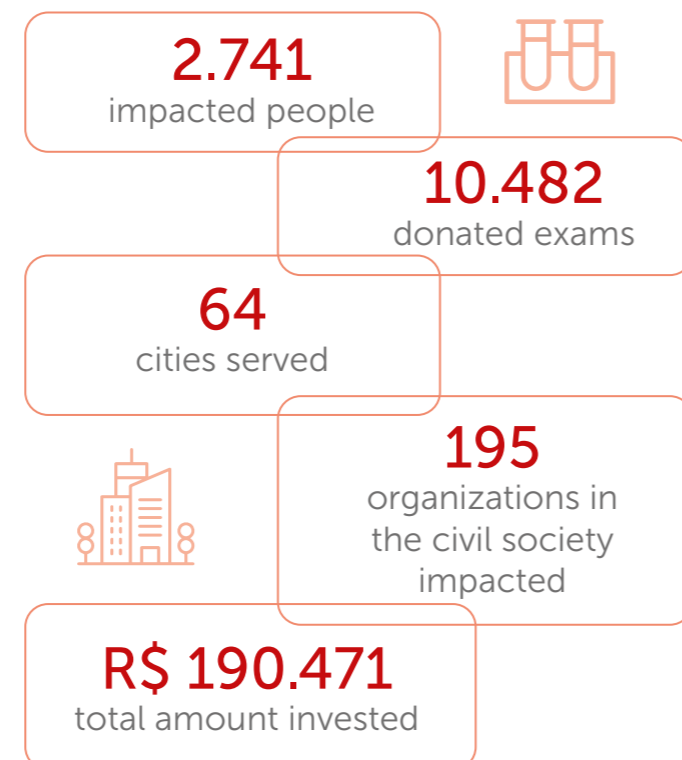 2.741
impacted people
10.482
donated exams
64
cities served
195
organizations in
the civil society
impacted
R$ 190.471
total amount invested